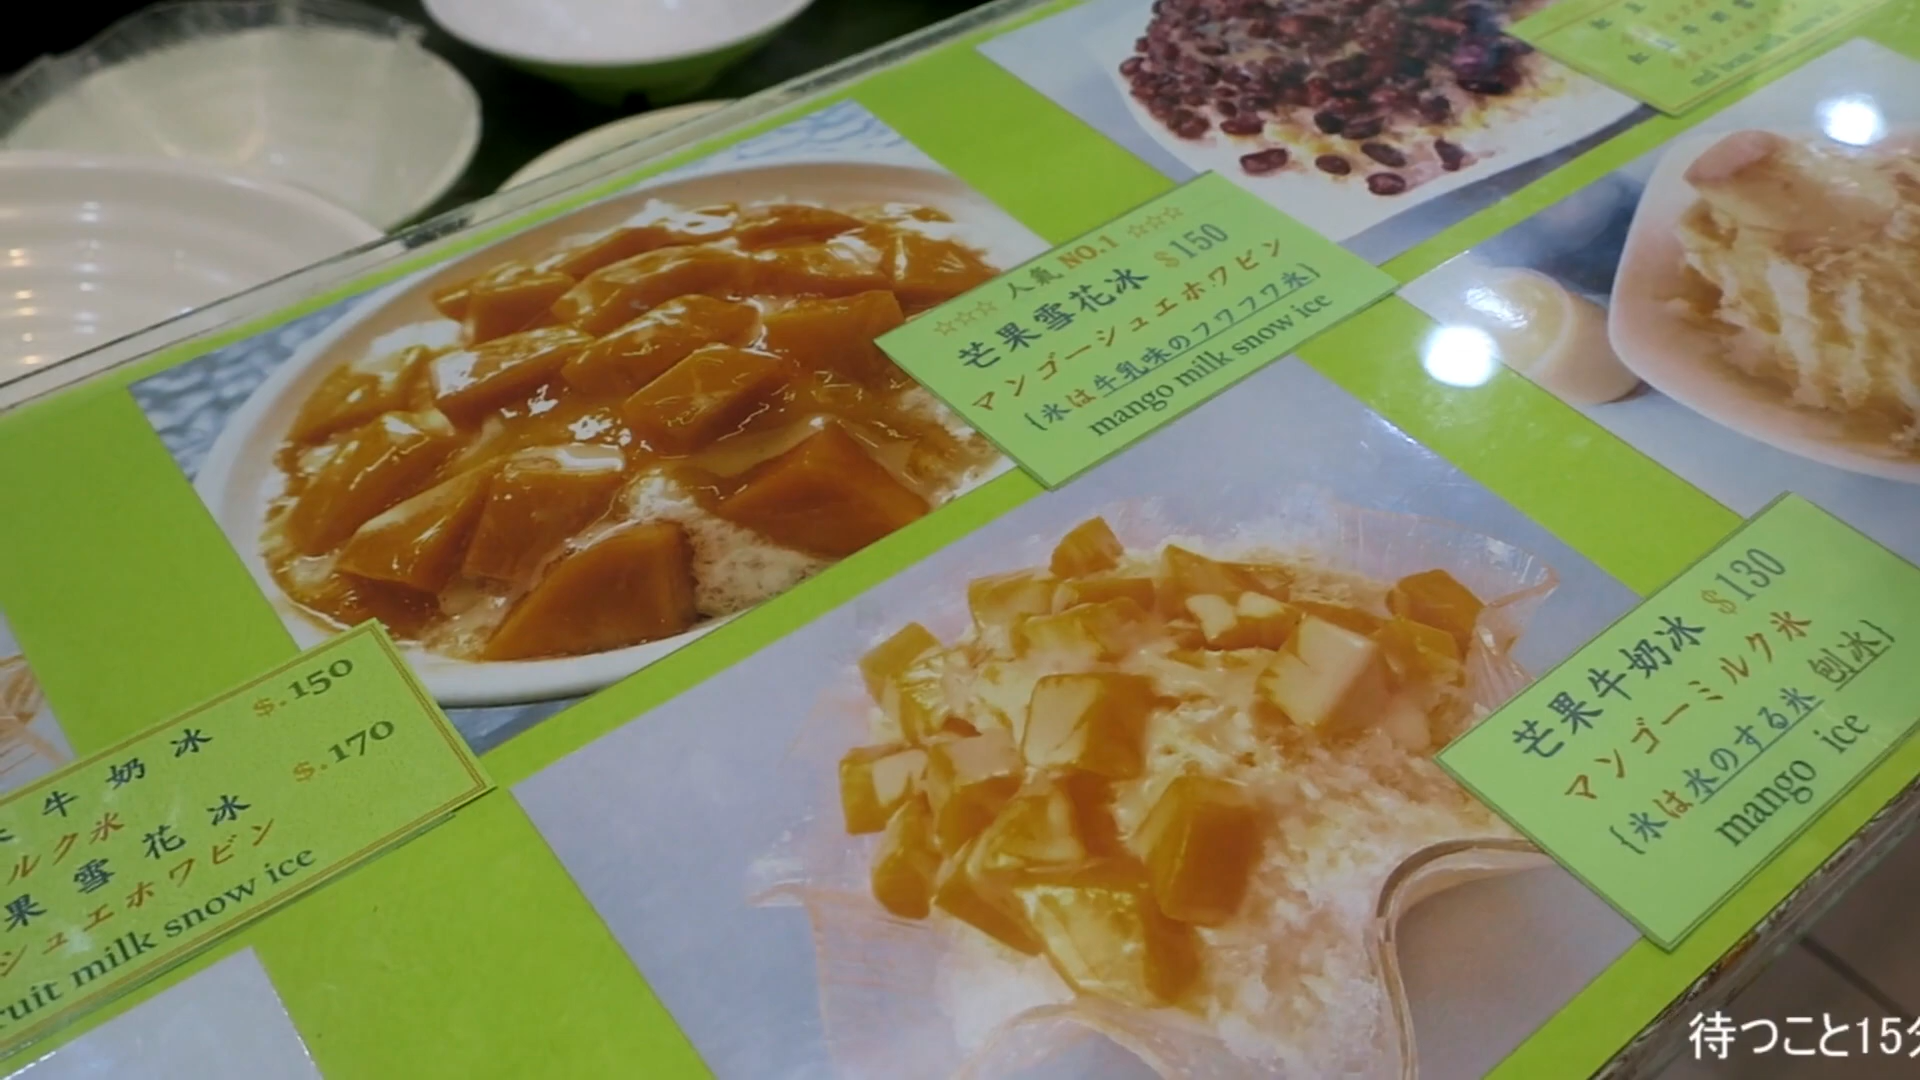 ☆☆☆ 人氣 NO.1 ☆☆☆
芒果雪花冰 $150
マンゴーシュエホワビン
{氷は牛乳味のフワフワ氷}
mango milk snow ice
芒果牛奶冰 $130
マンゴーミルク氷
{氷は水のする氷 刨冰}
mango ice
牛奶冰 $.150
ルク氷
果雪花冰 $.170
シュエホワビン
ruit milk snow ice
待つこと15分